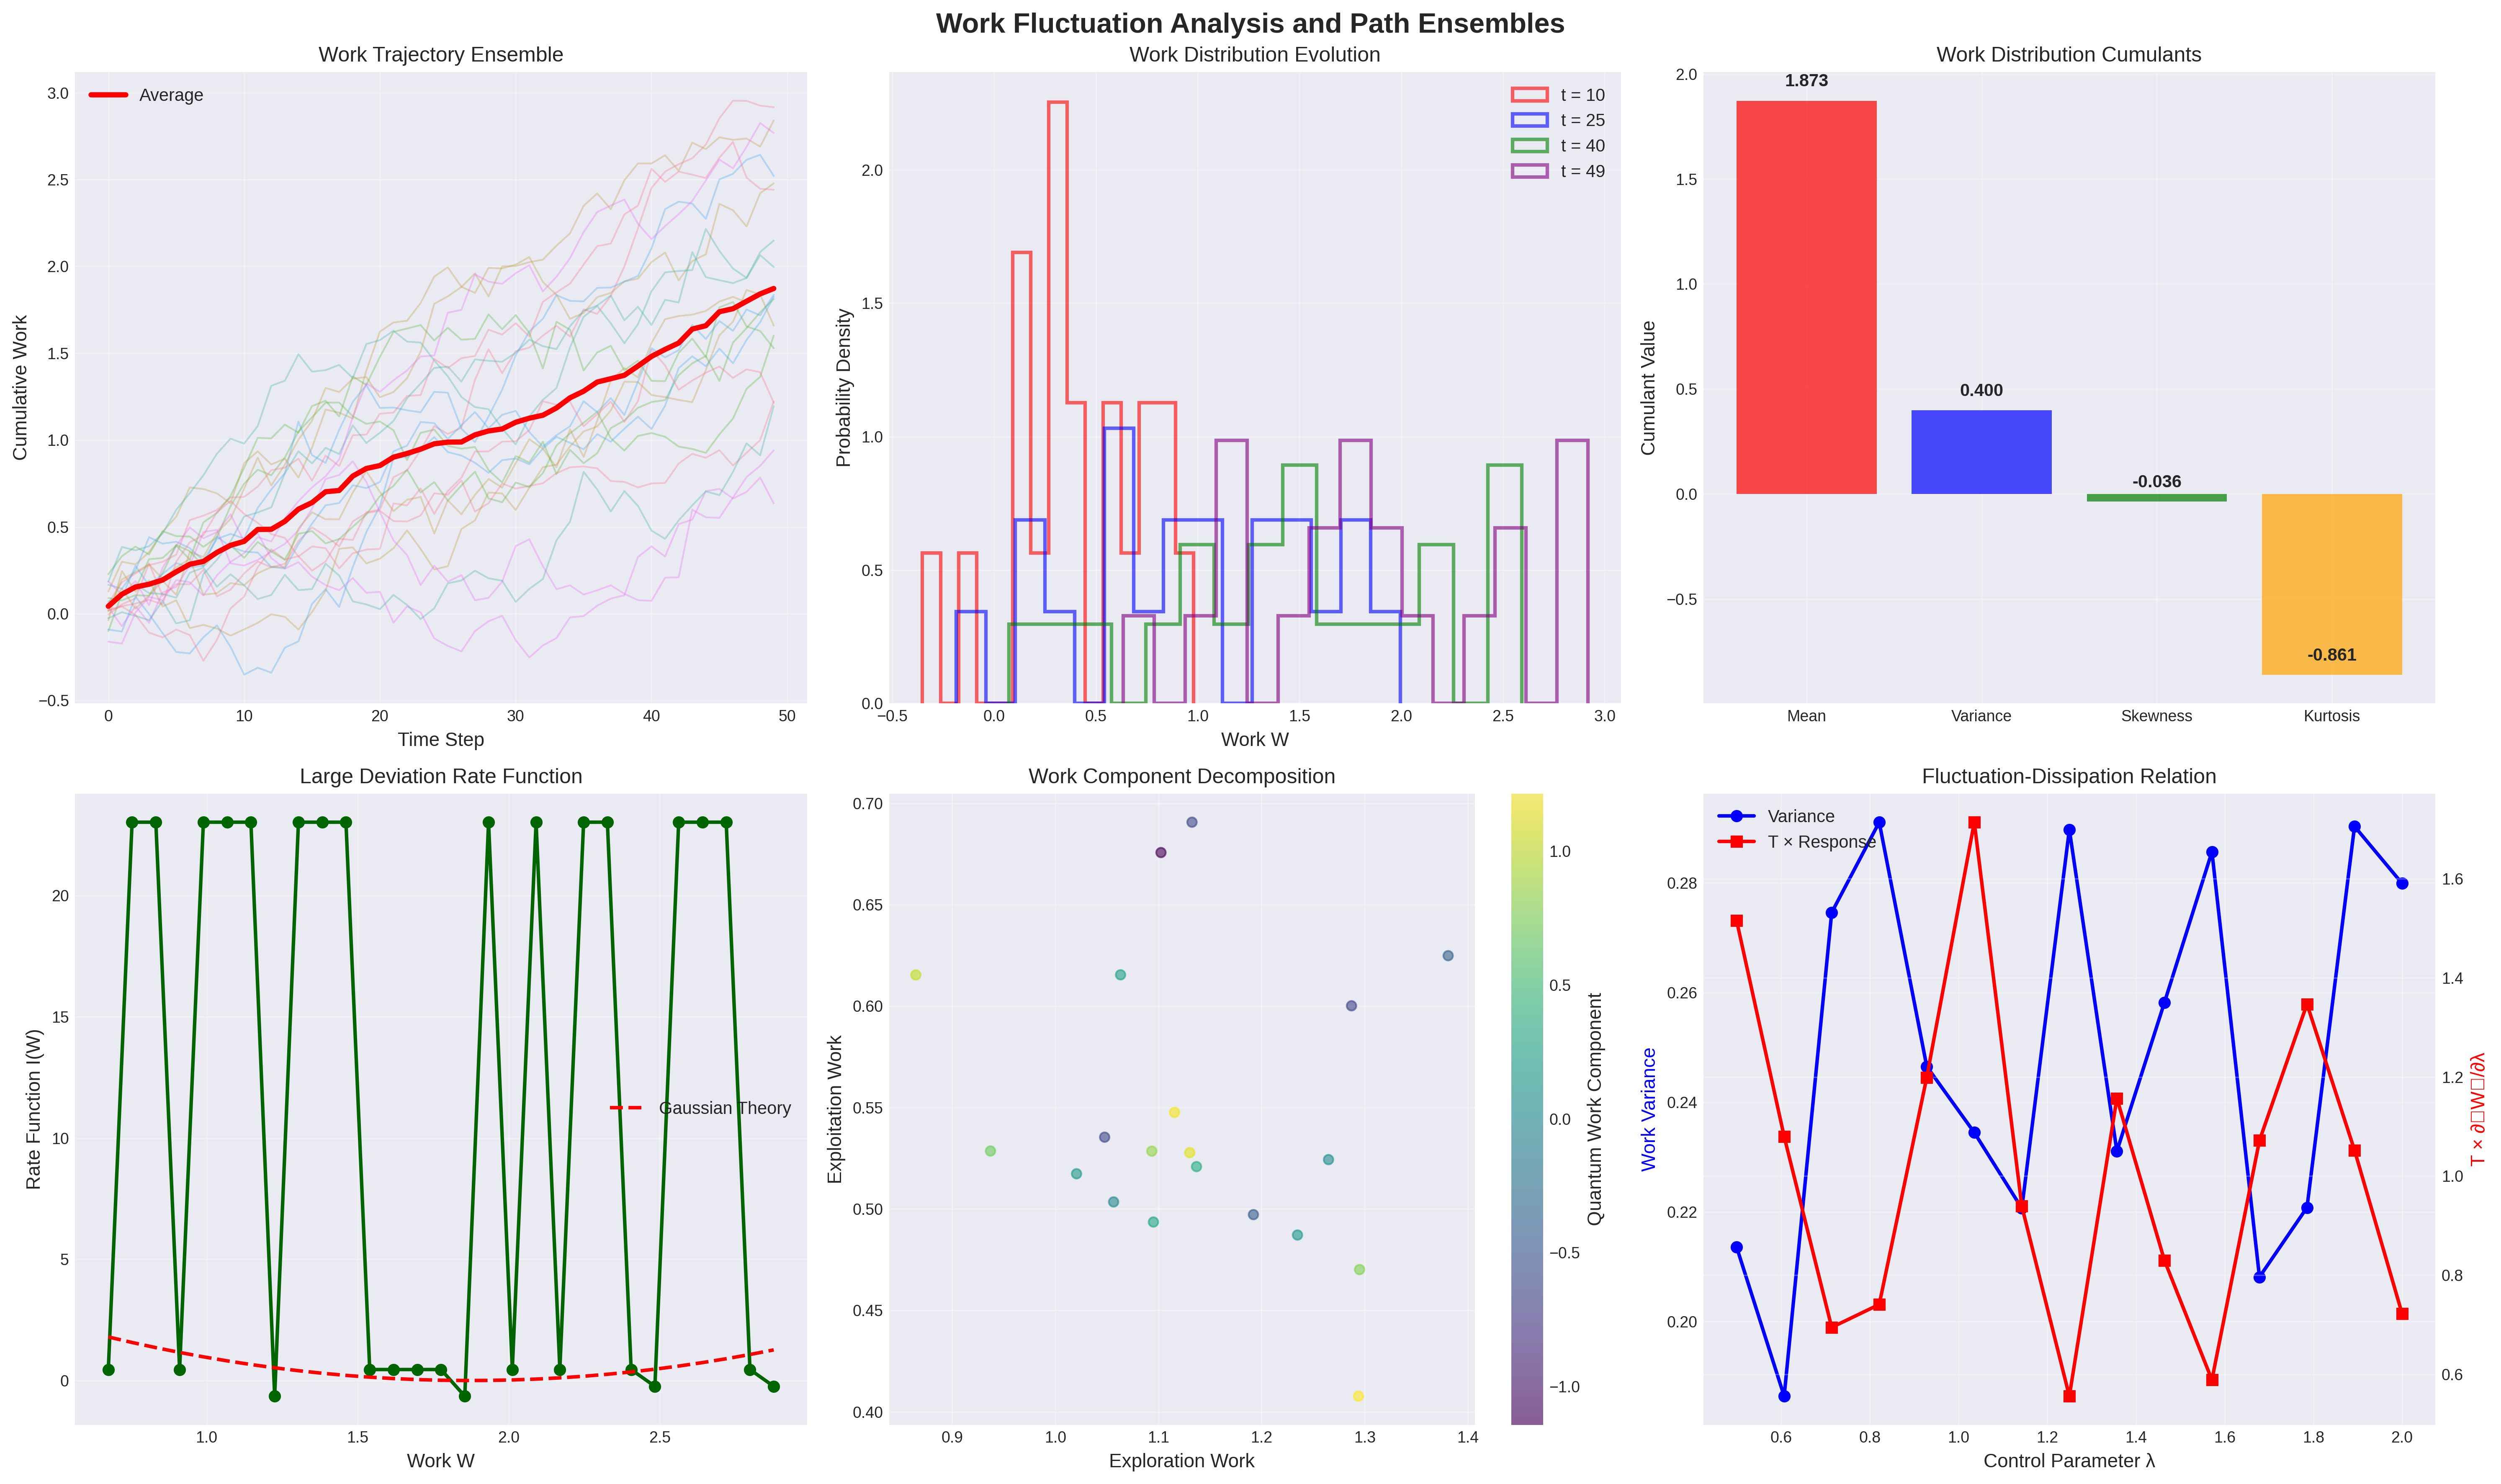 Work Fluctuation Analysis and Path Ensembles
Work Trajectory Ensemble
Average
3.0
2.5
2.0
1.5
1.0
0.5
0.0
−0.5
0
10
20
30
40
50
Cumulative Work
Time Step
Work Distribution Evolution
t = 10
t = 25
t = 40
t = 49
2.0
1.5
1.0
0.5
0.0
−0.5
0.0
0.5
1.0
1.5
2.0
2.5
3.0
Probability Density
Work W
Work Distribution Cumulants
2.0
1.5
1.0
0.5
0.0
−0.5
1.873
0.400
-0.036
-0.861
Mean
Variance
Skewness
Kurtosis
Cumulant Value
Large Deviation Rate Function
20
15
10
5
0
1.0
1.5
2.0
2.5
Gaussian Theory
Rate Function I(W)
Work W
Work Component Decomposition
0.70
0.65
0.60
0.55
0.50
0.45
0.40
0.9
1.0
1.1
1.2
1.3
1.4
Exploitation Work
Exploration Work
1.0
0.5
0.0
−0.5
−1.0
Quantum Work Component
Fluctuation-Dissipation Relation
Variance
T × Response
0.28
0.26
0.24
0.22
0.20
0.6
0.8
1.0
1.2
1.4
1.6
1.8
2.0
1.6
1.4
1.2
1.0
0.8
0.6
Work Variance
T × ∂□W□/∂λ
Control Parameter λ